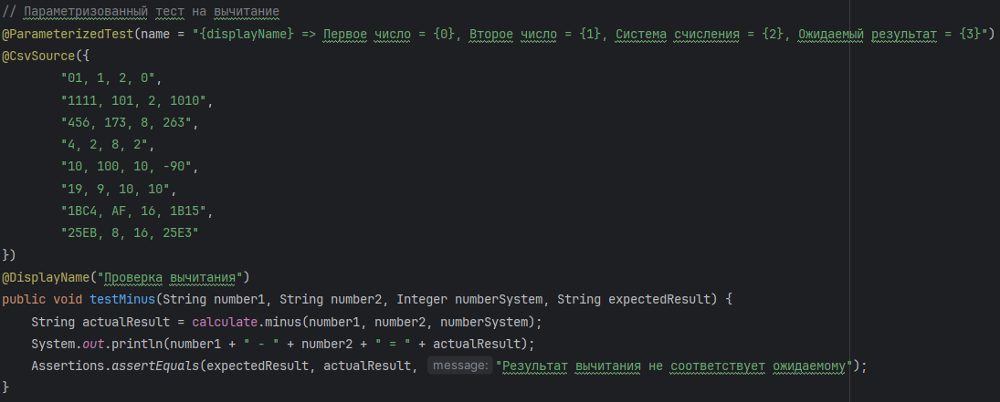 // Параметризованный тест на вычитание
@ParameterizedTest(name = "{displayName} => Первое число = {0}, Второе число = {1}, Система счисления = {2}, Ожидаемый результат = {3}")
@CsvSource({
"01, 1, 2, 0",
"1111, 101, 2, 1010",
"456, 173, 8, 263",
"4, 2, 8, 2",
"10, 100, 10, -90",
"19, 9, 10, 10",
"1BC4, AF, 16, 1B15",
"25EB, 8, 16, 25E3"
})
@DisplayName("Проверка вычитания")
public void testMinus(String number1, String number2, Integer numberSystem, String expectedResult) {
String actualResult = calculate.minus(number1, number2, numberSystem);
System.out.println(number1 + " - " + number2 + " = " + actualResult);
Assertions.assertEquals(expectedResult, actualResult, message: "Результат вычитания не соответствует ожидаемому");
}